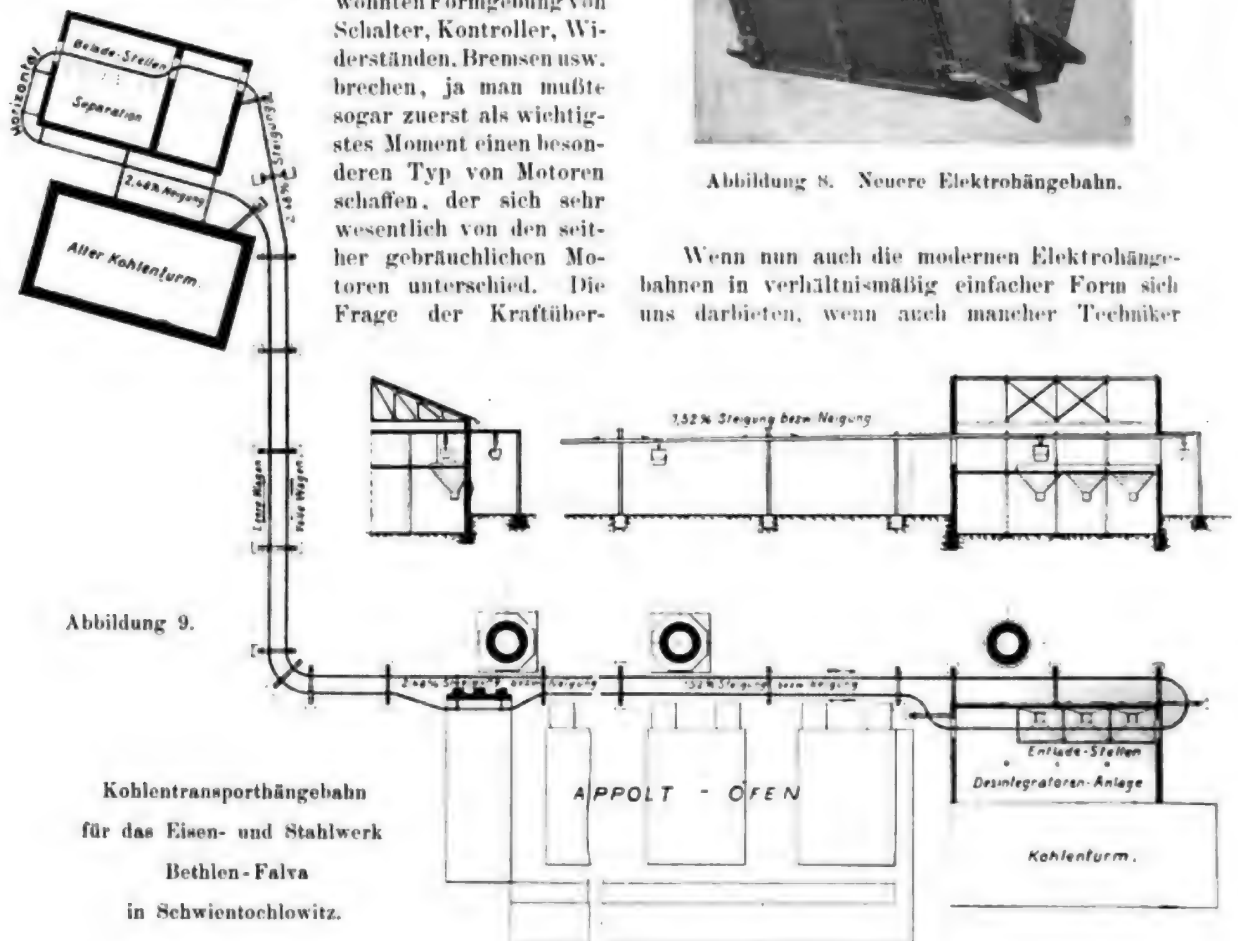 wohnten Formgebung von
Schalter, Kontroller, Wi-
derständen, Bremsen usw.
brechen, ja man mußte
sogar zuerst als wichtig-
stes Moment einen beson-
deren Typ von Motoren
schaffen, der sich sehr
wesentlich von den seit-
her gebräuchlichen Mo-
toren unterschied. Die
Frage der Kraftüber-
Abbildung 8. Neuere Elektrohängebahn.
Wenn nun auch die modernen Elektrohänge-
bahnen in verhältnismäßig einfacher Form sich
uns darbieten, wenn auch mancher Techniker
Belade-Stellen
Horizontal
Separation
2,48% Steigung
2,48% Neigung
Alter Kohlenturm.
Leere Wagen
Volle Wagen
1,52% Steigung bezw Neigung
Abbildung 9.
2,48% Steigung bezw Neigung
1,52% Steigung bezw Neigung
Entlade-Stellen
Desintegratoren-Anlage
APPOLT - ÖFEN
Kohlenturm.
Kohlentransporthängebahn
für das Eisen- und Stahlwerk
Bethlen-Falva
in Schwientochlowitz.